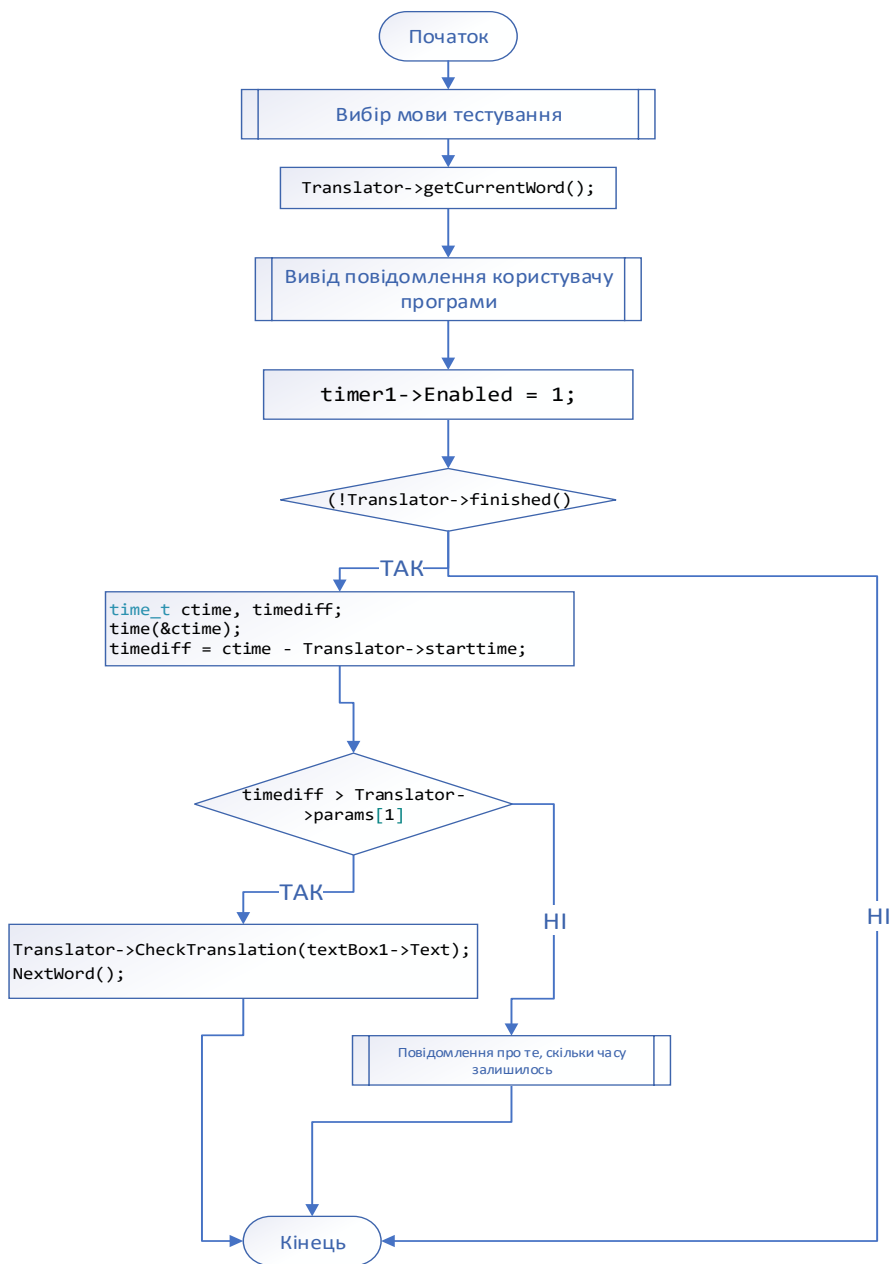 Початок
Вибір мови тестування
Translator->getCurrentWord();
Вивід повідомлення користувачу
програми
timer1->Enabled = 1;
(!Translator->finished()
ТАК
time_t ctime, timediff;
time(&ctime);
timediff = ctime - Translator->starttime;
timediff > Translator-
>params[1]
ТАК
НІ
НІ
Translator->CheckTranslation(textBox1->Text);
NextWord();
Повідомлення про те, скільки часу
залишилось
Кінець